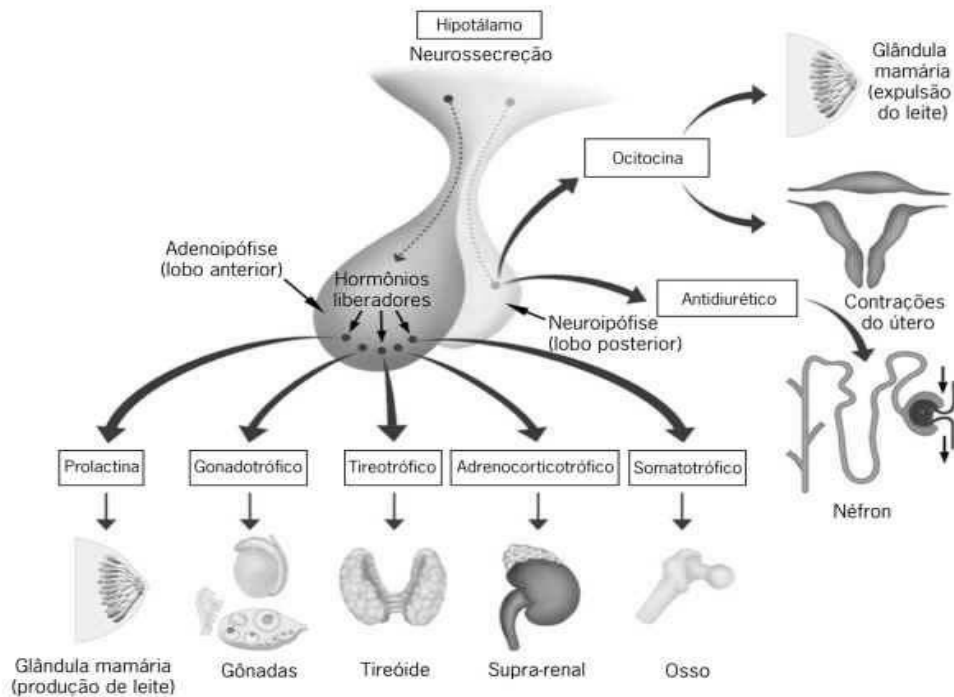 Hipotálamo
Neurossecreção
Glândula
mamária
(expulsão
do leite)
Ocitocina
Adenoipófise
(lobo anterior)
Hormônios
liberadores
Antidiurético
Contrações
do útero
Neuroipófise
(lobo posterior)
Prolactina
Gonadotrófico
Tireotrófico
Adrenocorticotrófico
Somatotrófico
Néfron
Glândula mamária
(produção de leite)
Gônadas
Tireóide
Supra-renal
Osso